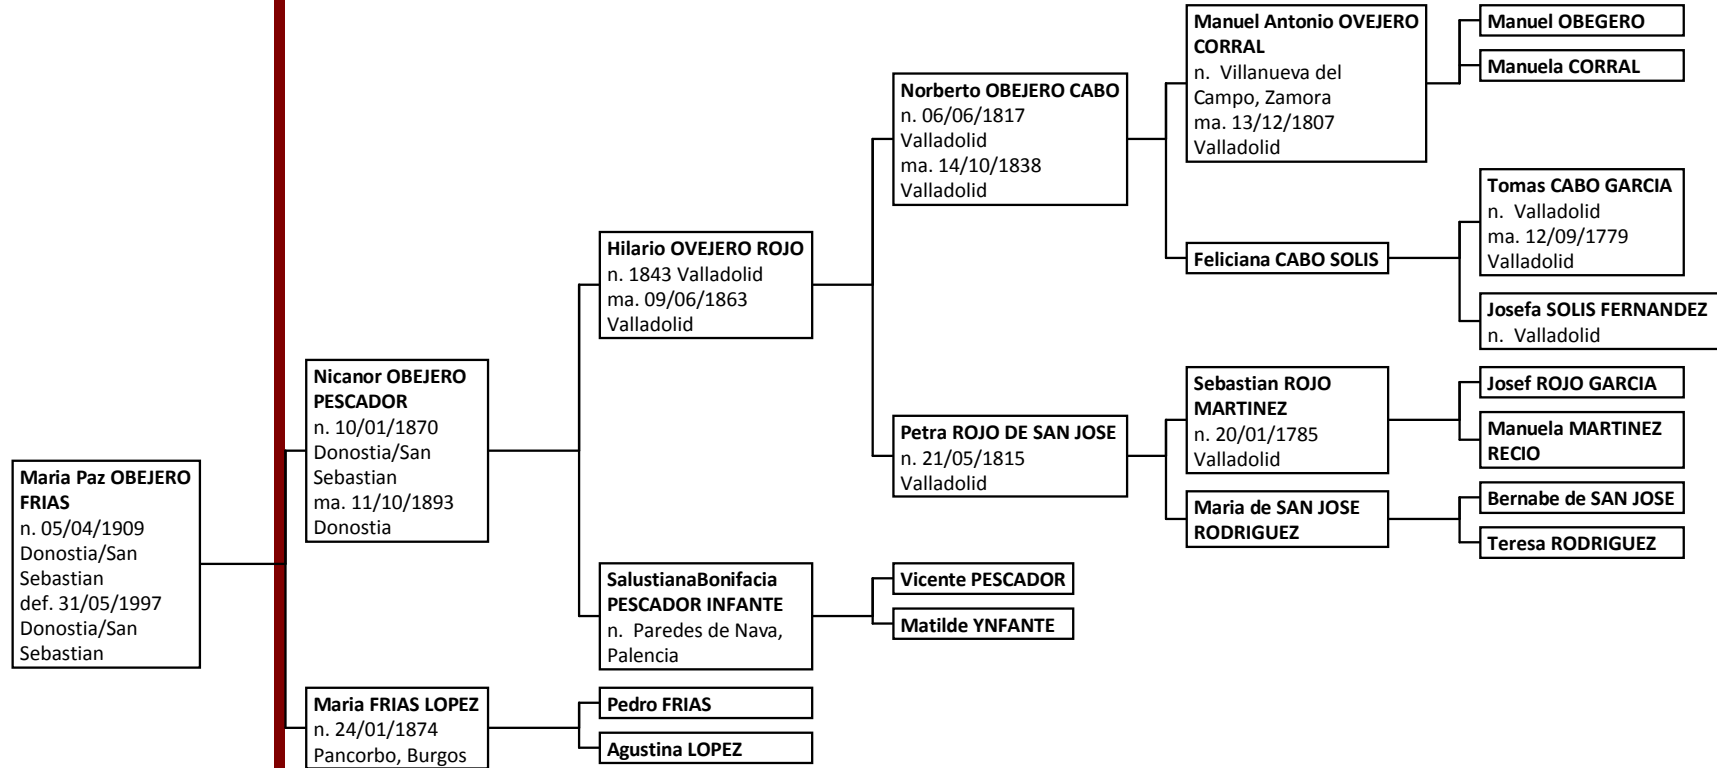 Maria Paz OBEJERO
FRIAS
n. 05/04/1909
Donostia/San
Sebastian
def. 31/05/1997
Donostia/San
Sebastian
Nicanor OBEJERO
PESCADOR
n. 10/01/1870
Donostia/San
Sebastian
ma. 11/10/1893
Donostia
Maria FRIAS LOPEZ
n. 24/01/1874
Pancorbo, Burgos
Hilario OVEJERO ROJO
n. 1843 Valladolid
ma. 09/06/1863
Valladolid
SalustianaBonifacia
PESCADOR INFANTE
n.  Paredes de Nava,
Palencia
Pedro FRIAS
Agustina LOPEZ
Norberto OBEJERO CABO
n. 06/06/1817
Valladolid
ma. 14/10/1838
Valladolid
Petra ROJO DE SAN JOSE
n. 21/05/1815
Valladolid
Vicente PESCADOR
Matilde YNFANTE
Manuel Antonio OVEJERO
CORRAL
n.  Villanueva del
Campo, Zamora
ma. 13/12/1807
Valladolid
Feliciana CABO SOLIS
Sebastian ROJO
MARTINEZ
n. 20/01/1785
Valladolid
Maria de SAN JOSE
RODRIGUEZ
Manuel OBEGERO
Manuela CORRAL
Tomas CABO GARCIA
n.  Valladolid
ma. 12/09/1779
Valladolid
Josefa SOLIS FERNANDEZ
n.  Valladolid
Josef ROJO GARCIA
Manuela MARTINEZ
RECIO
Bernabe de SAN JOSE
Teresa RODRIGUEZ